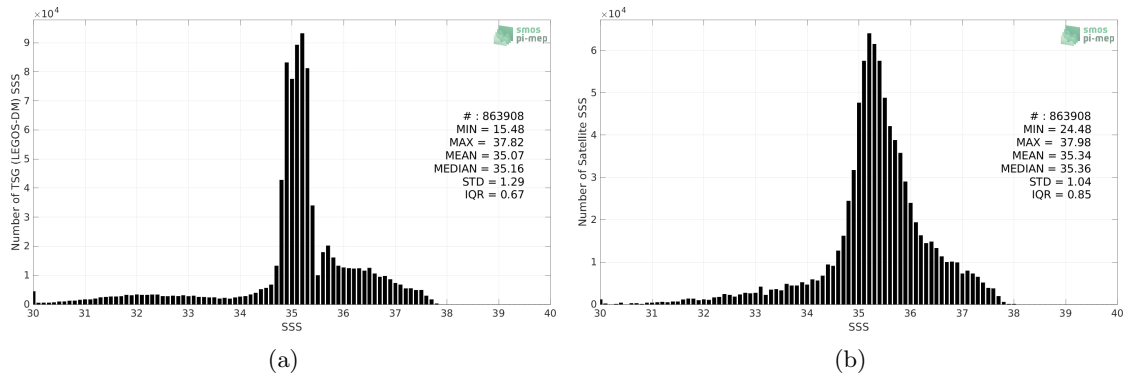 ×10⁴
9
8
7
6
5
4
3
2
1
0
Number of TSG (LEGOS-DM) SSS
30 31 32 33 34 35 36 37 38 39 40
SSS
smos
pi-mep
# : 863908
MIN = 15.48
MAX = 37.82
MEAN = 35.07
MEDIAN = 35.16
STD = 1.29
IQR = 0.67
(a)
×10⁴
6
5
4
3
2
1
0
Number of Satellite SSS
30 31 32 33 34 35 36 37 38 39 40
SSS
smos
pi-mep
# : 863908
MIN = 24.48
MAX = 37.98
MEAN = 35.34
MEDIAN = 35.36
STD = 1.04
IQR = 0.85
(b)